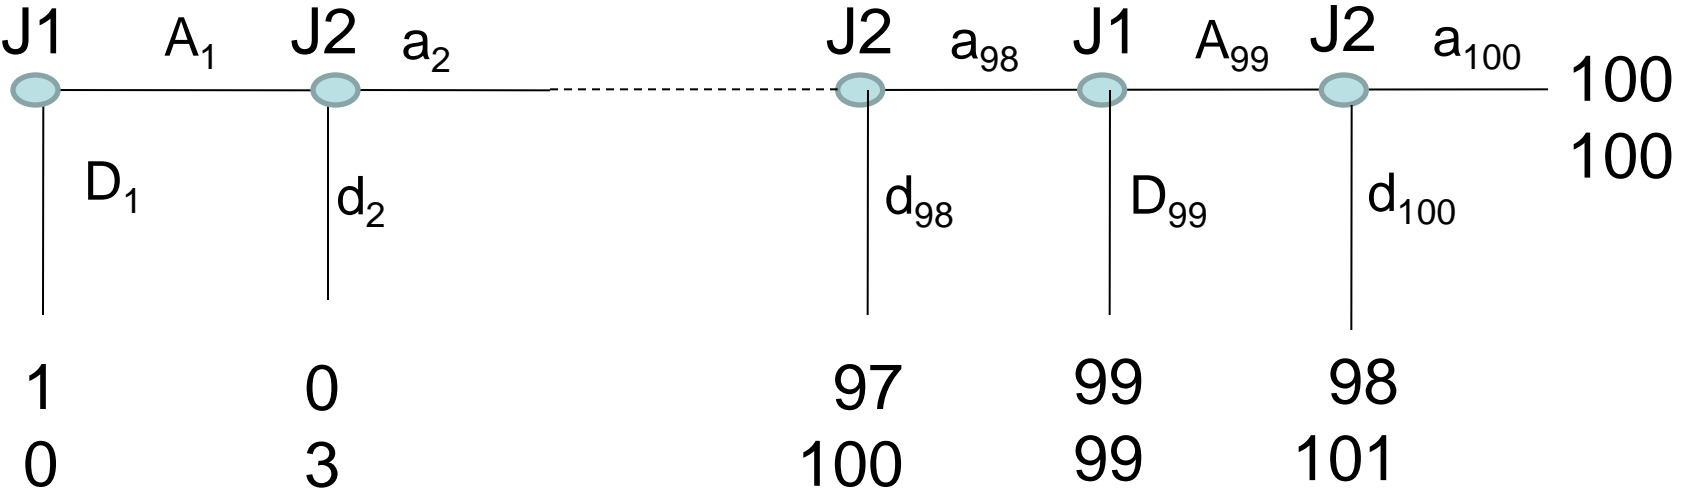 J1 A₁ J2 a₂ J2 a₉₈ J1 A₉₉ J2 a₁₀₀ 100
100
D₁ d₂ d₉₈ D₉₉ d₁₀₀
1 0 97 99 98
0 3 100 99 101